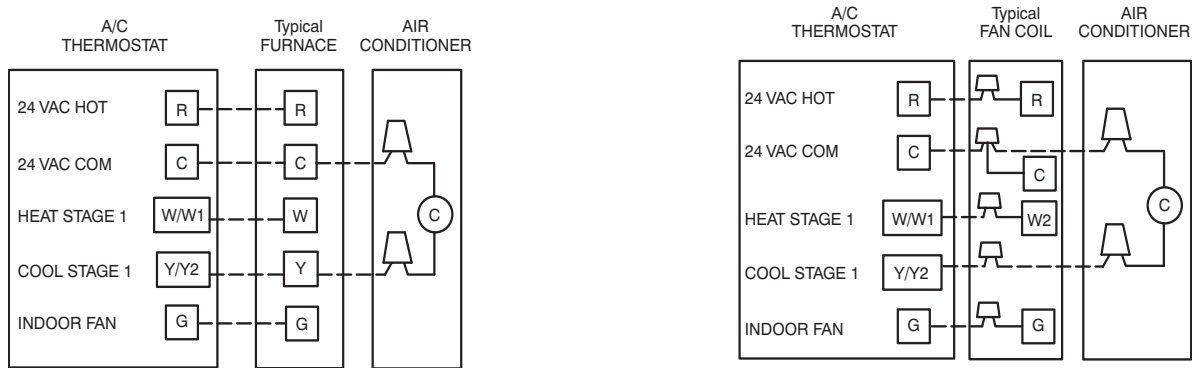 A/C
THERMOSTAT
Typical
FURNACE
AIR
CONDITIONER
24 VAC HOT
R
R
24 VAC COM
C
C
HEAT STAGE 1
W/W1
W
C
COOL STAGE 1
Y/Y2
Y
INDOOR FAN
G
G
A/C
THERMOSTAT
Typical
FAN COIL
AIR
CONDITIONER
24 VAC HOT
R
R
24 VAC COM
C
C
HEAT STAGE 1
W/W1
W2
C
COOL STAGE 1
Y/Y2
INDOOR FAN
G
G